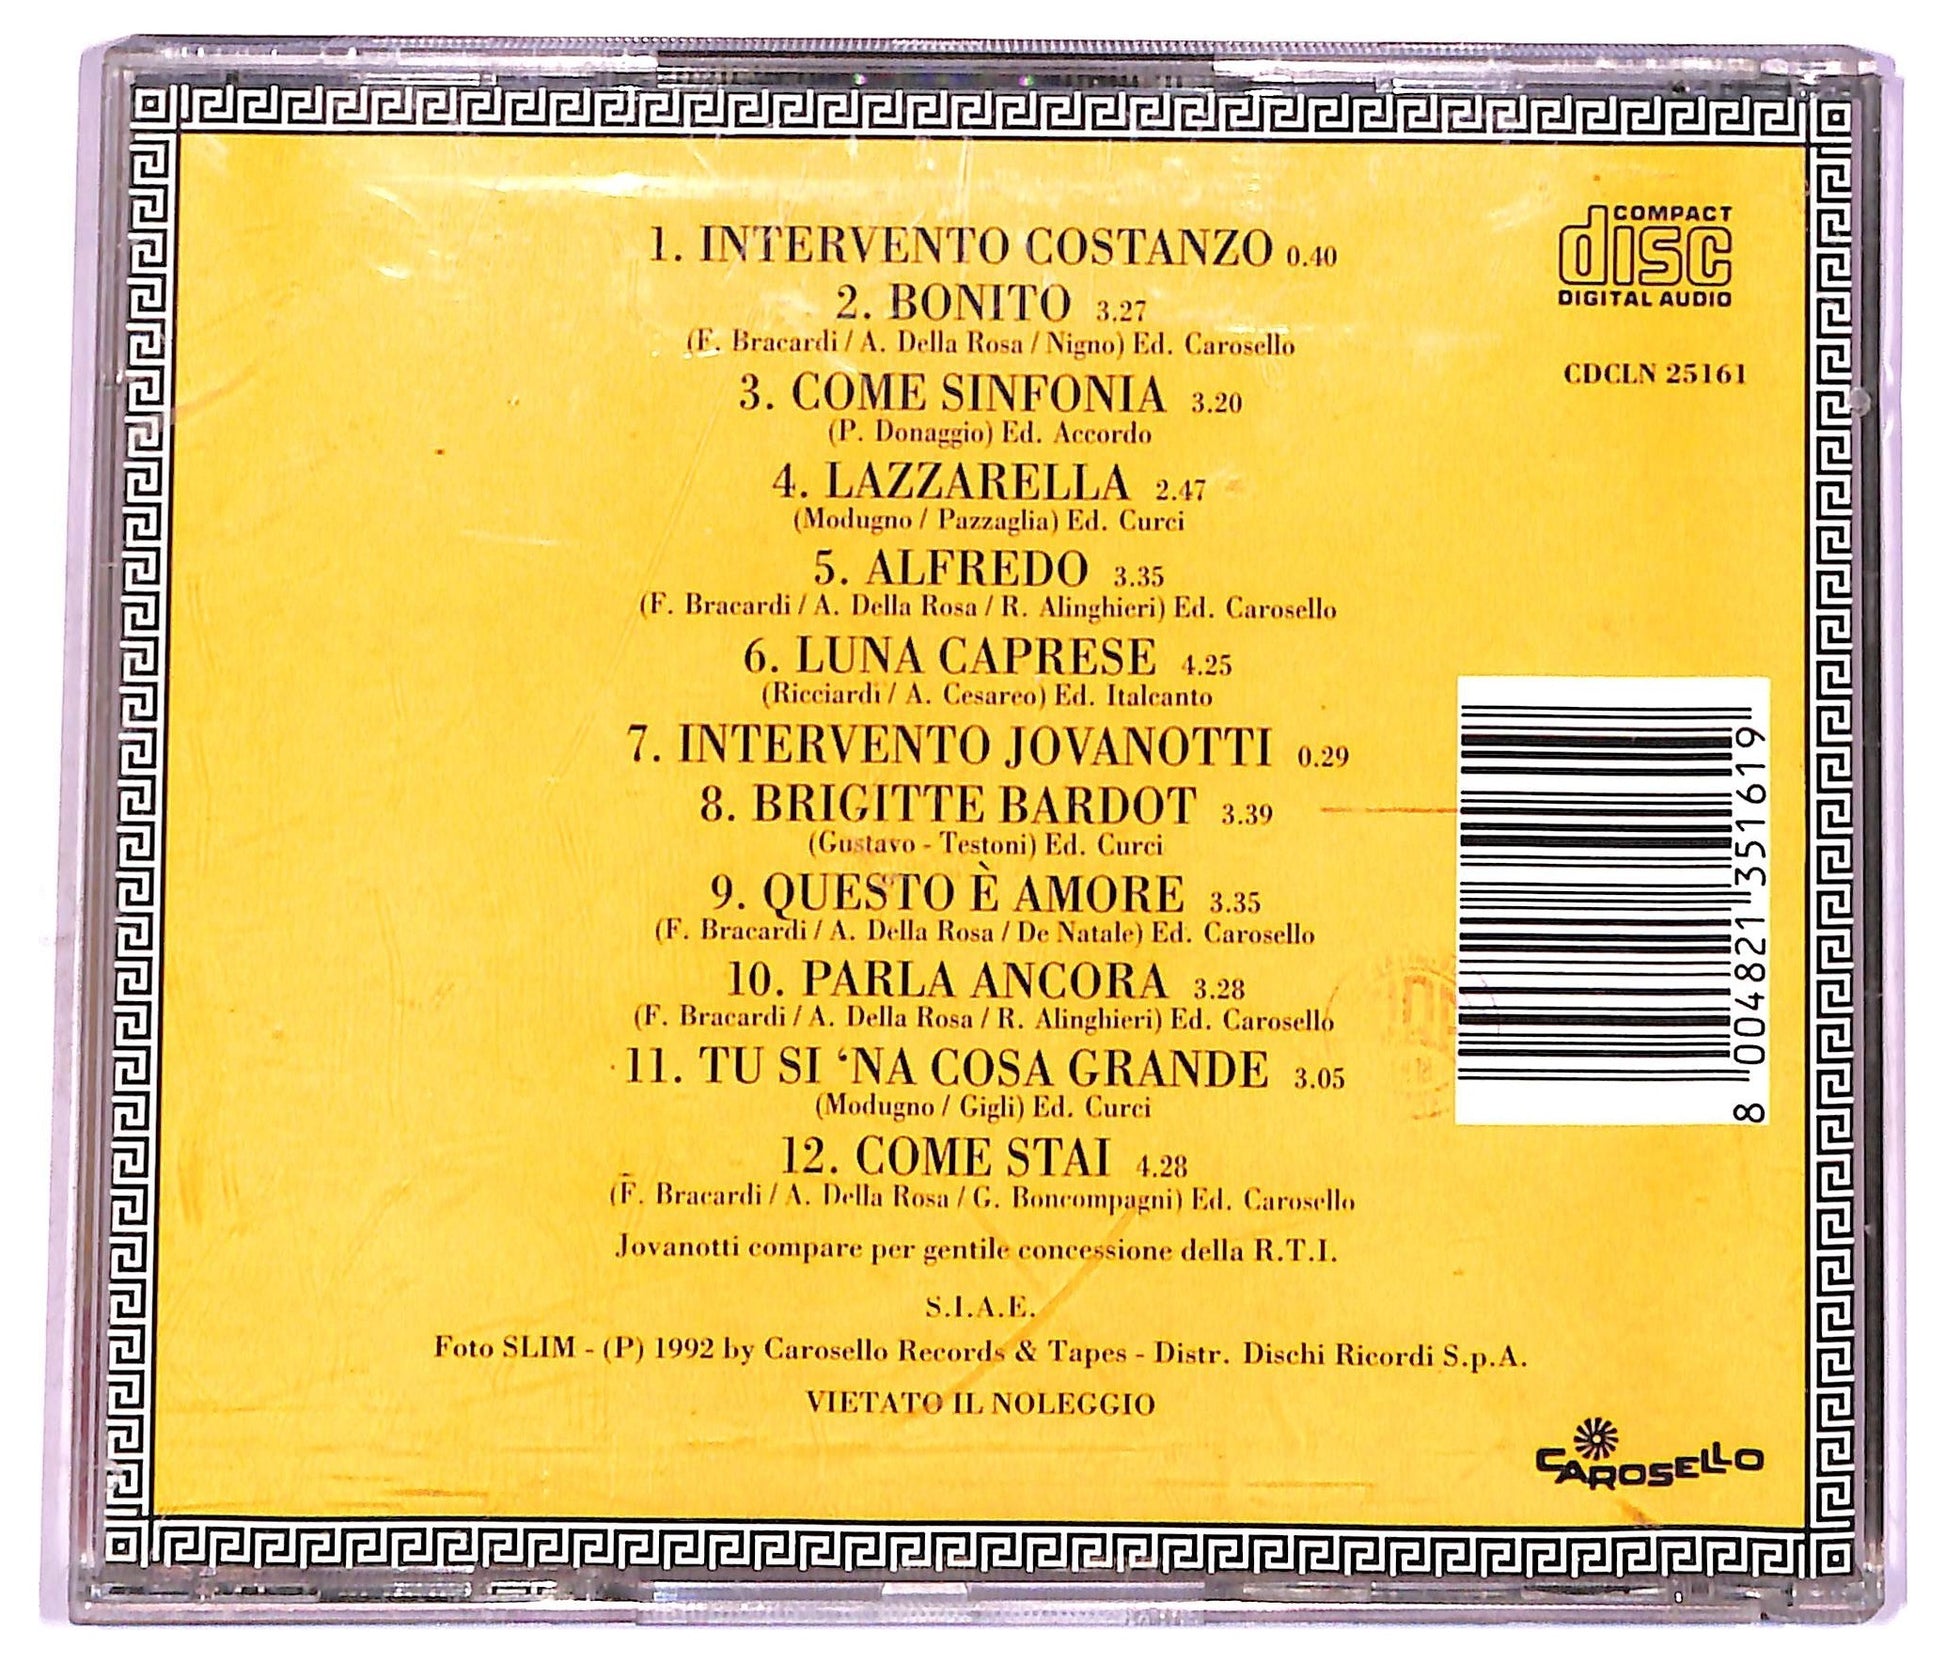 1. INTERVENTO COSTANZO 0.40
2. BONITO 3.27
(F. Bracardi / A. Della Rosa / Nigno) Ed. Carosello
3. COME SINFONIA 3.20
(P. Donaggio) Ed. Accordo
4. LAZZARELLA 2.47
(Modugno / Pazzaglia) Ed. Curci
5. ALFREDO 3.35
(F. Bracardi / A. Della Rosa / R. Alinghieri) Ed. Carosello
6. LUNA CAPRESE 4.25
(Ricciardi / A. Cesareo) Ed. Italcanto
7. INTERVENTO JOVANOTTI 0.29
8. BRIGITTE BARDOT 3.39
(Gustavo - Testoni) Ed. Curci
9. QUESTO È AMORE 3.35
(F. Bracardi / A. Della Rosa / De Natale) Ed. Carosello
10. PARLA ANCORA 3.28
(F. Bracardi / A. Della Rosa / R. Alinghieri) Ed. Carosello
11. TU SI ‘NA COSA GRANDE 3.05
(Modugno / Gigli) Ed. Curci
12. COME STAI 4.28
(F. Bracardi / A. Della Rosa / G. Boncompagni) Ed. Carosello
Jovanotti compare per gentile concessione della R.T.I.
S.I.A.E.
Foto SLIM - (P) 1992 by Carosello Records & Tapes - Distr. Dischi Ricordi S.p.A.
VIETATO IL NOLEGGIO
COMPACT
disc
DIGITAL AUDIO
CDCLN 25161
8 004821 351619
CAROSELLO